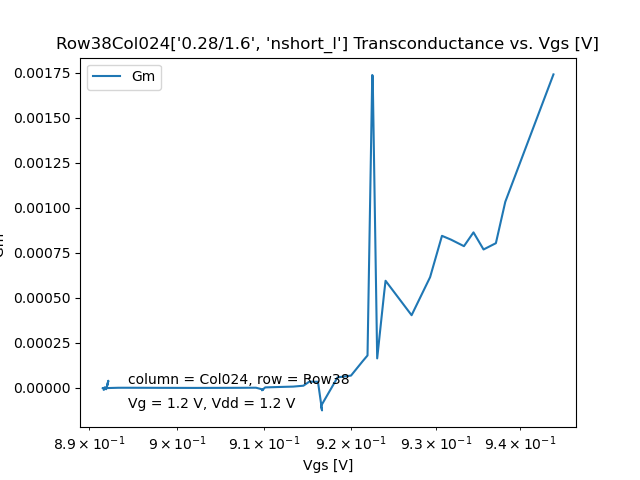 Row38Col024['0.28/1.6', 'nshort_l'] Transconductance vs. Vgs [V]
Gm
0.00175
0.00150
0.00125
0.00100
0.00075
0.00050
0.00025
0.00000
Gm
column = Col024, row = Row38
Vg = 1.2 V, Vdd = 1.2 V
8.9 × 10⁻¹ 9 × 10⁻¹ 9.1 × 10⁻¹ 9.2 × 10⁻¹ 9.3 × 10⁻¹ 9.4 × 10⁻¹
Vgs [V]